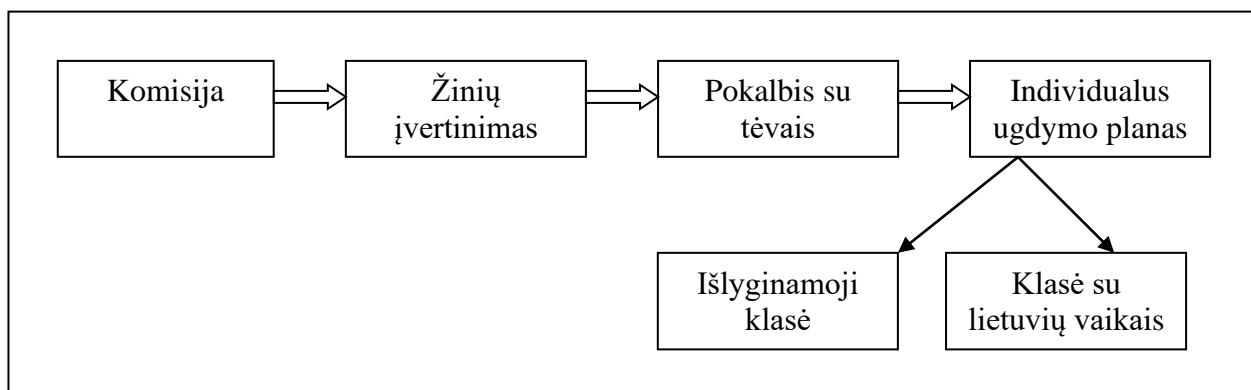 Komisija
Žinių
įvertinimas
Pokalbis su
tėvais
Individualus
ugdymo planas
Išlyginamoji
klasė
Klasė su
lietuvių vaikais